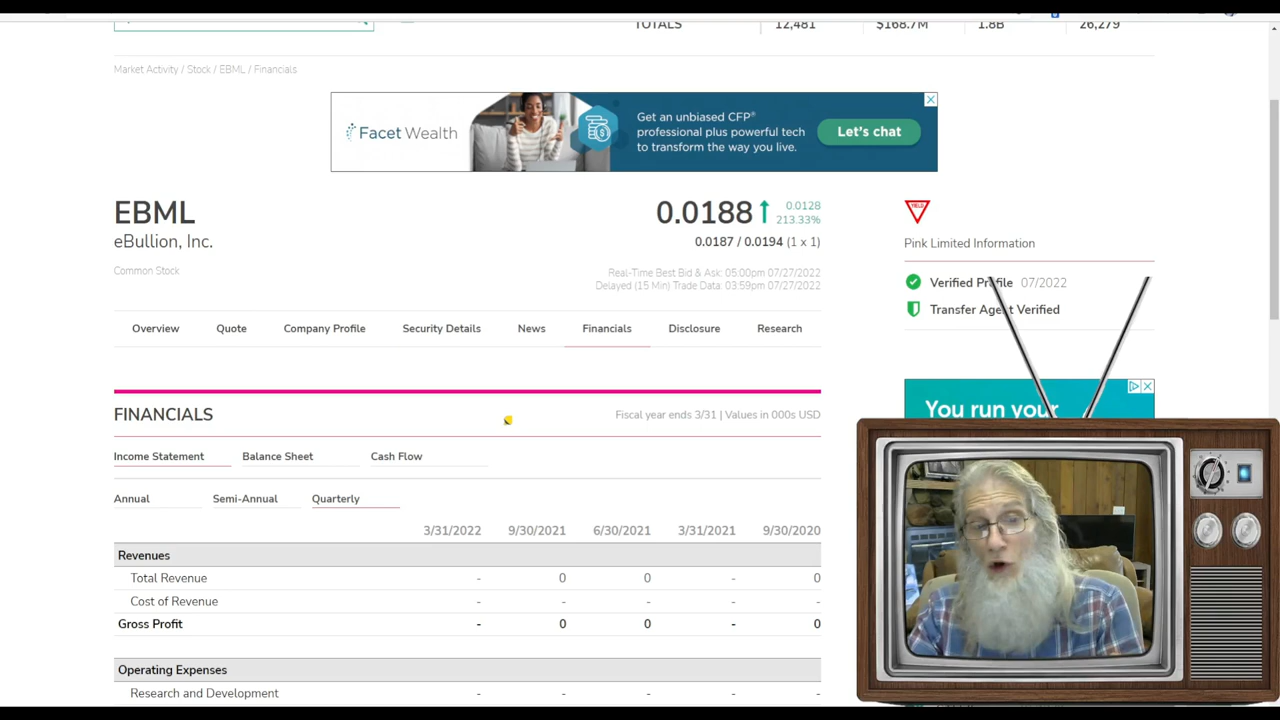 TOTALS 12,481 $168.7M 1.8B 26,279
Market Activity / Stock / EBML / Financials
Facet Wealth
Get an unbiased CFP®
professional plus powerful tech
to transform the way you live.
Let's chat
EBML
eBullion, Inc.
Common Stock
0.0188
0.0128
213.33%
0.0187 / 0.0194 (1 x 1)
Real-Time Best Bid & Ask: 05:00pm 07/27/2022
Delayed (15 Min) Trade Data: 03:59pm 07/27/2022
YIELD
Pink Limited Information
Verified Profile 07/2022
Transfer Agent Verified
Overview Quote Company Profile Security Details News Financials Disclosure Research
You run your
FINANCIALS
Fiscal year ends 3/31 | Values in 000s USD
Income Statement Balance Sheet Cash Flow
Annual Semi-Annual Quarterly
3/31/2022 9/30/2021 6/30/2021 3/31/2021 9/30/2020
Revenues
Total Revenue - 0 0 - 0
Cost of Revenue - - - - -
Gross Profit - 0 0 - 0
Operating Expenses
Research and Development - - - - -